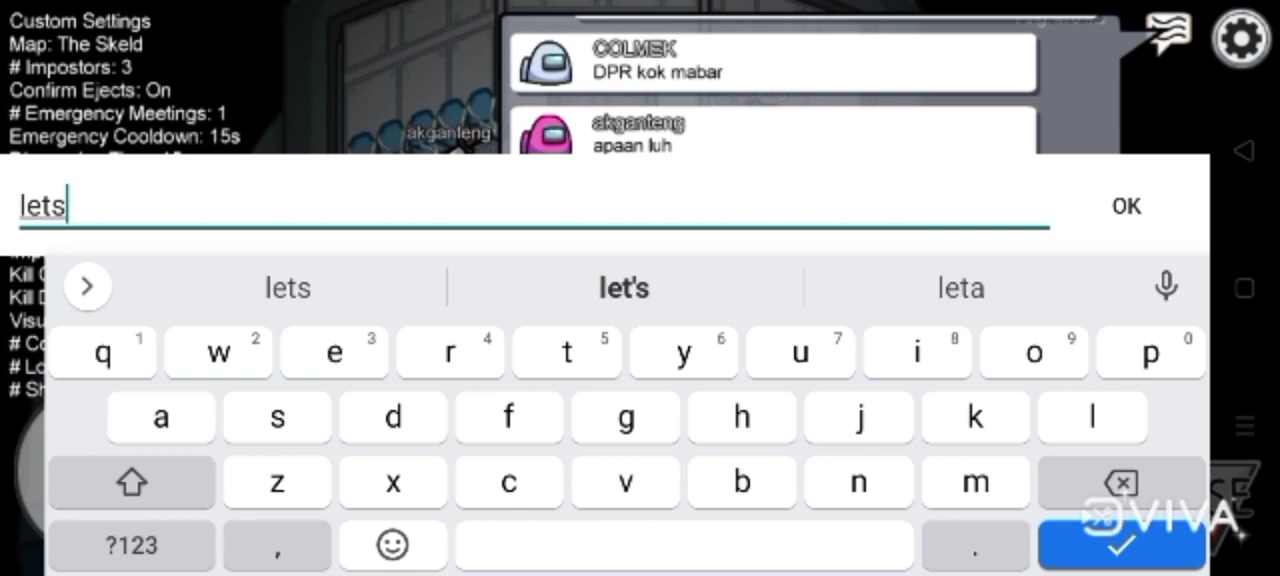 Custom Settings
Map: The Skeld
# Impostors: 3
Confirm Ejects: On
# Emergency Meetings: 1
Emergency Cooldown: 15s
COLMEK
DPR kok mabar
akganteng
akganteng
apaan luh
lets
OK
Kill
Kill
#
#
#
lets
let's
leta
q 1 w 2 e 3 r 4 t 5 y 6 u 7 i 8 o 9 p 0
a s d f g h j k l
z x c v b n m
?123 , .
VIVA